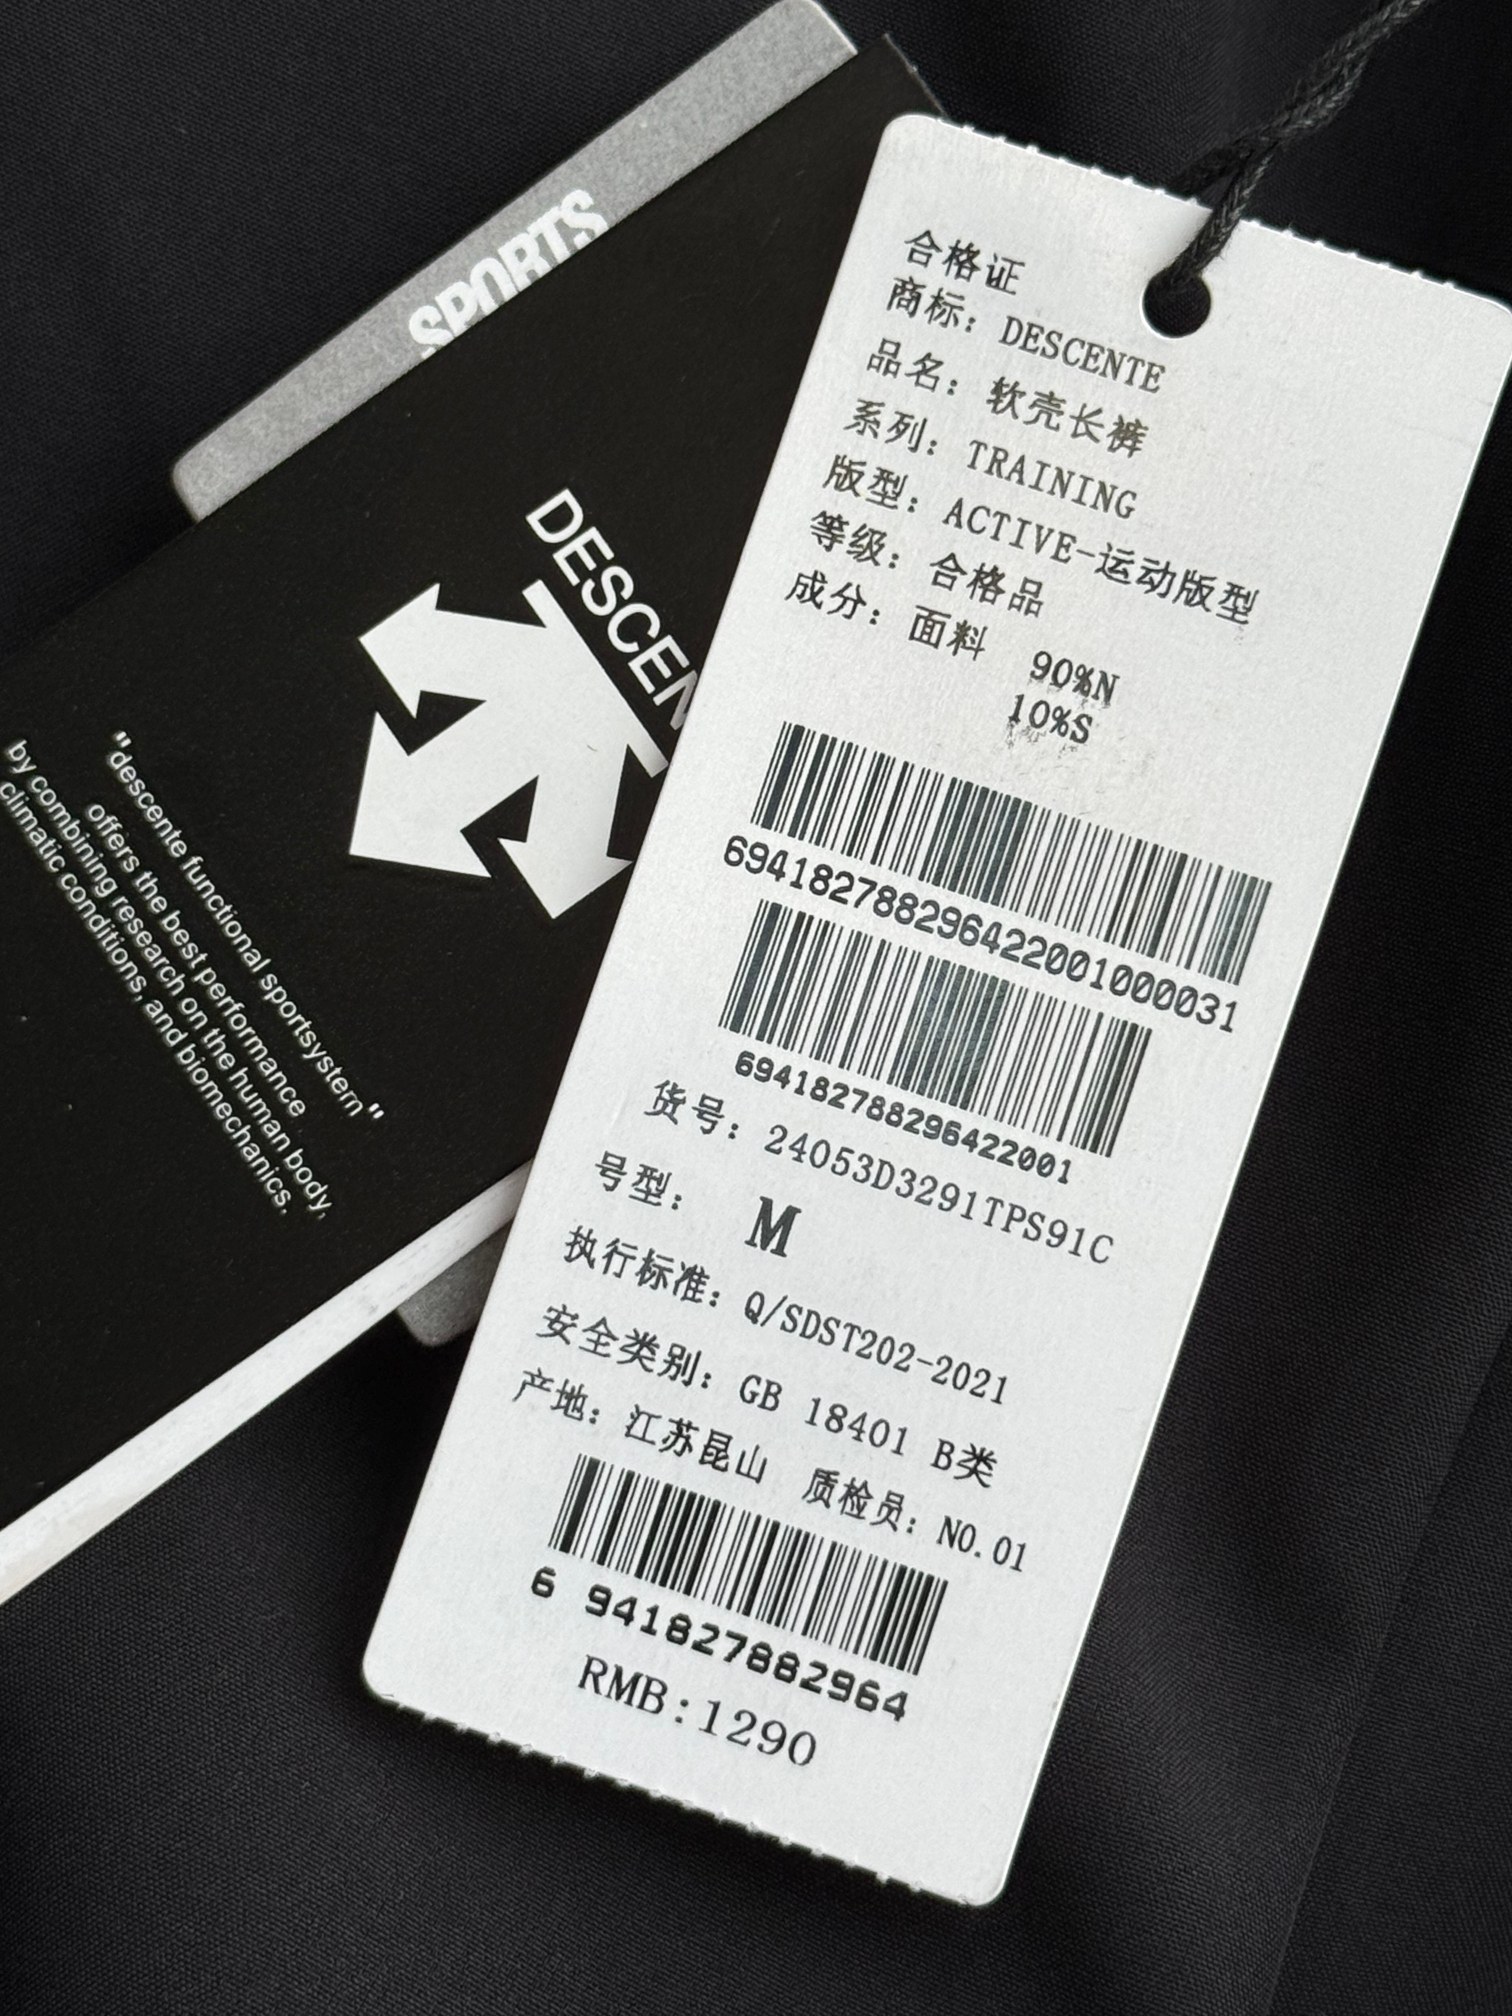 SPORTS
DESCEN
"descente functional sportsystem"
offers the best performance
by combining research on the human body,
climatic conditions, and biomechanics.
合格证
商标: DESCENTE
品名: 软壳长裤
系列: TRAINING
版型: ACTIVE-运动版型
等级: 合格品
成分: 面料 90%N
10%S
694182788296422001000031
694182788296422001
货号: 24053D3291TPS91C
号型: M
执行标准: Q/SDST202-2021
安全类别: GB 18401 B类
产地: 江苏昆山 质检员: NO.01
6 941827882964
RMB:1290